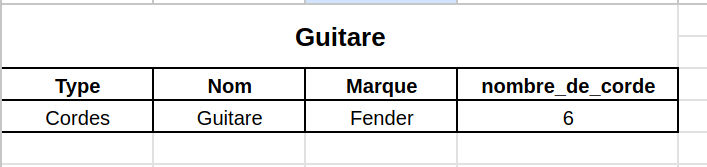 Guitare
Type Nom Marque nombre_de_corde
Cordes Guitare Fender 6